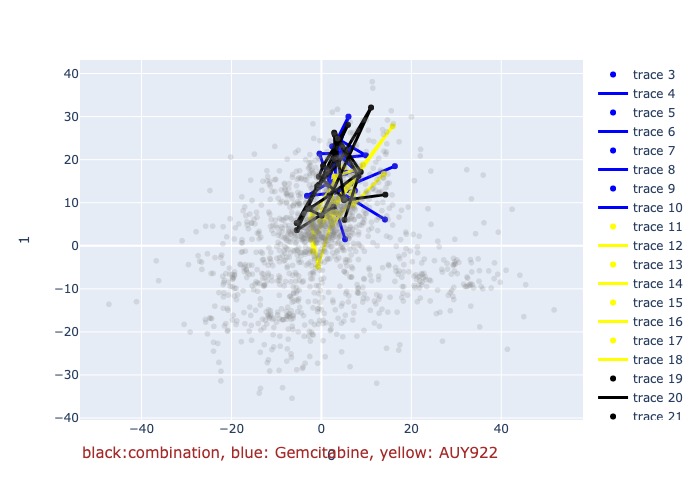 40
30
20
10
0
−10
−20
−30
−40
1
−40
−20
0
20
40
black:combination, blue: Gemcitabine, yellow: AUY922
trace 3
trace 4
trace 5
trace 6
trace 7
trace 8
trace 9
trace 10
trace 11
trace 12
trace 13
trace 14
trace 15
trace 16
trace 17
trace 18
trace 19
trace 20
trace 21